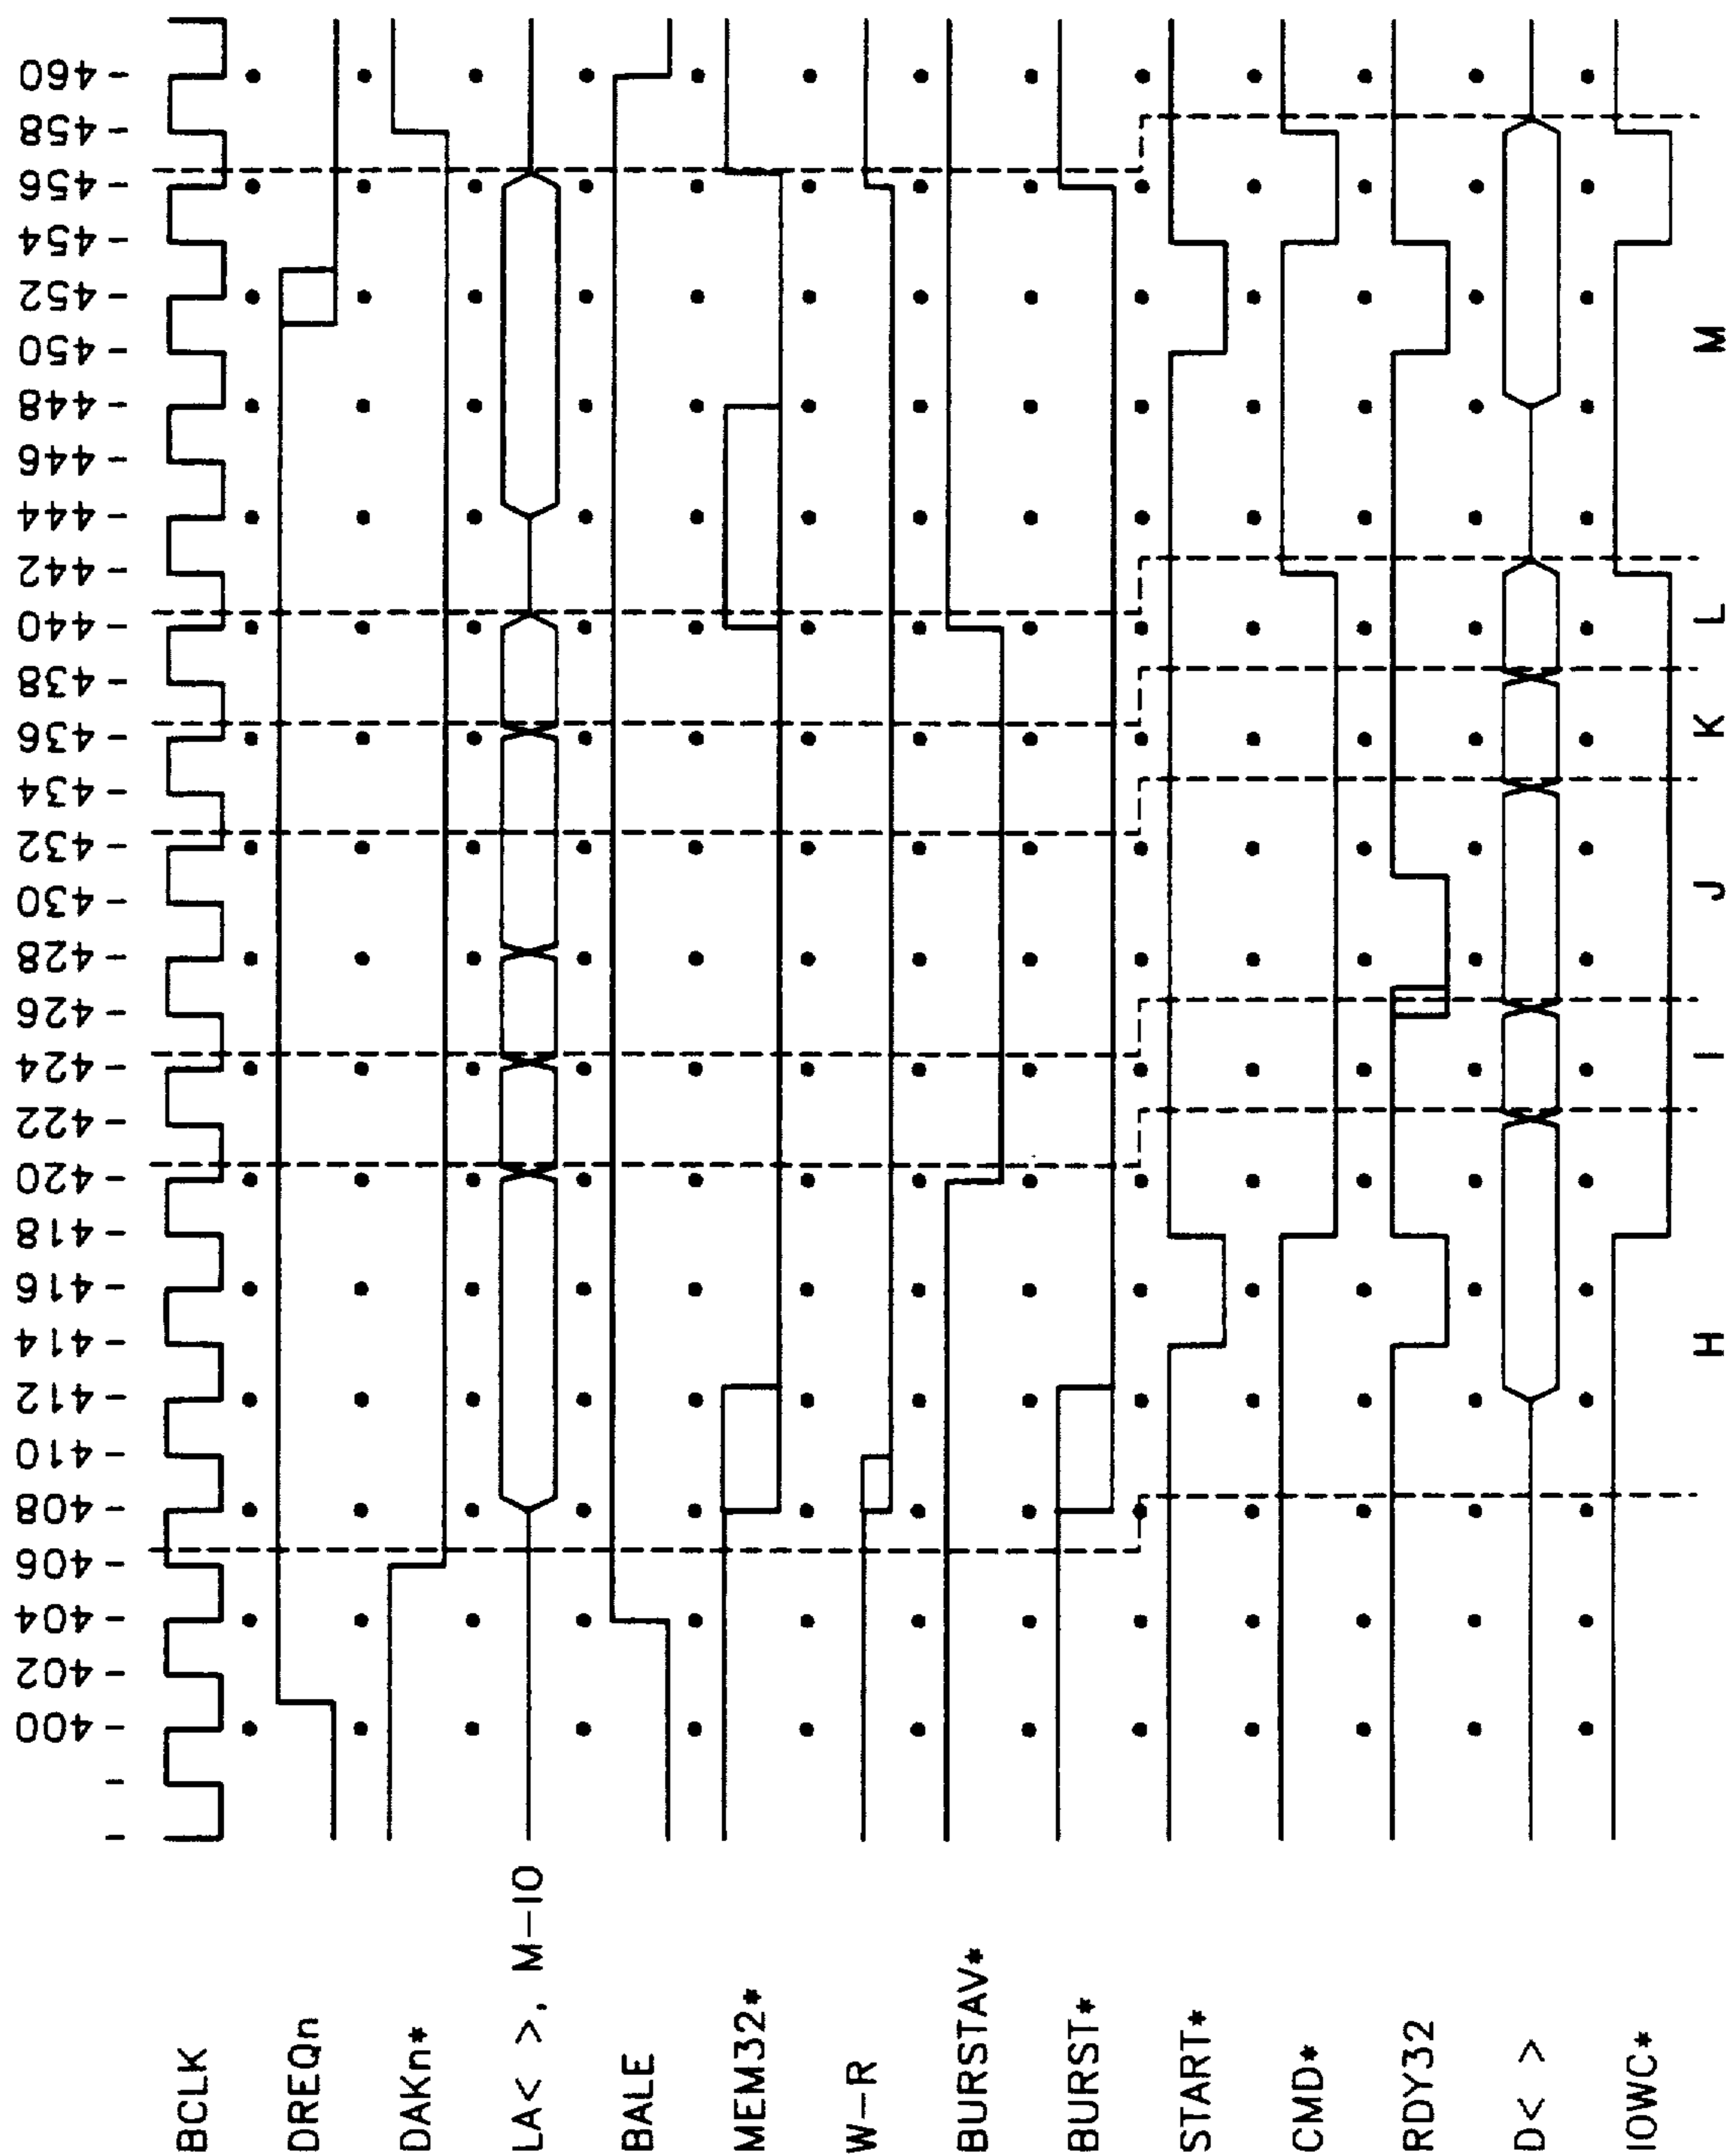 400 402 404 406 408 410 412 414 416 418 420 422 424 426 428 430 432 434 436 438 440 442 444 446 448 450 452 454 456 458 460
BCLK
DREQn
DAKn*
LA< >, M-IO
BALE
MEM32*
W-R
BURSTAV*
BURST*
START*
CMD*
RDY32
D< >
IOWC*
H I J K L M